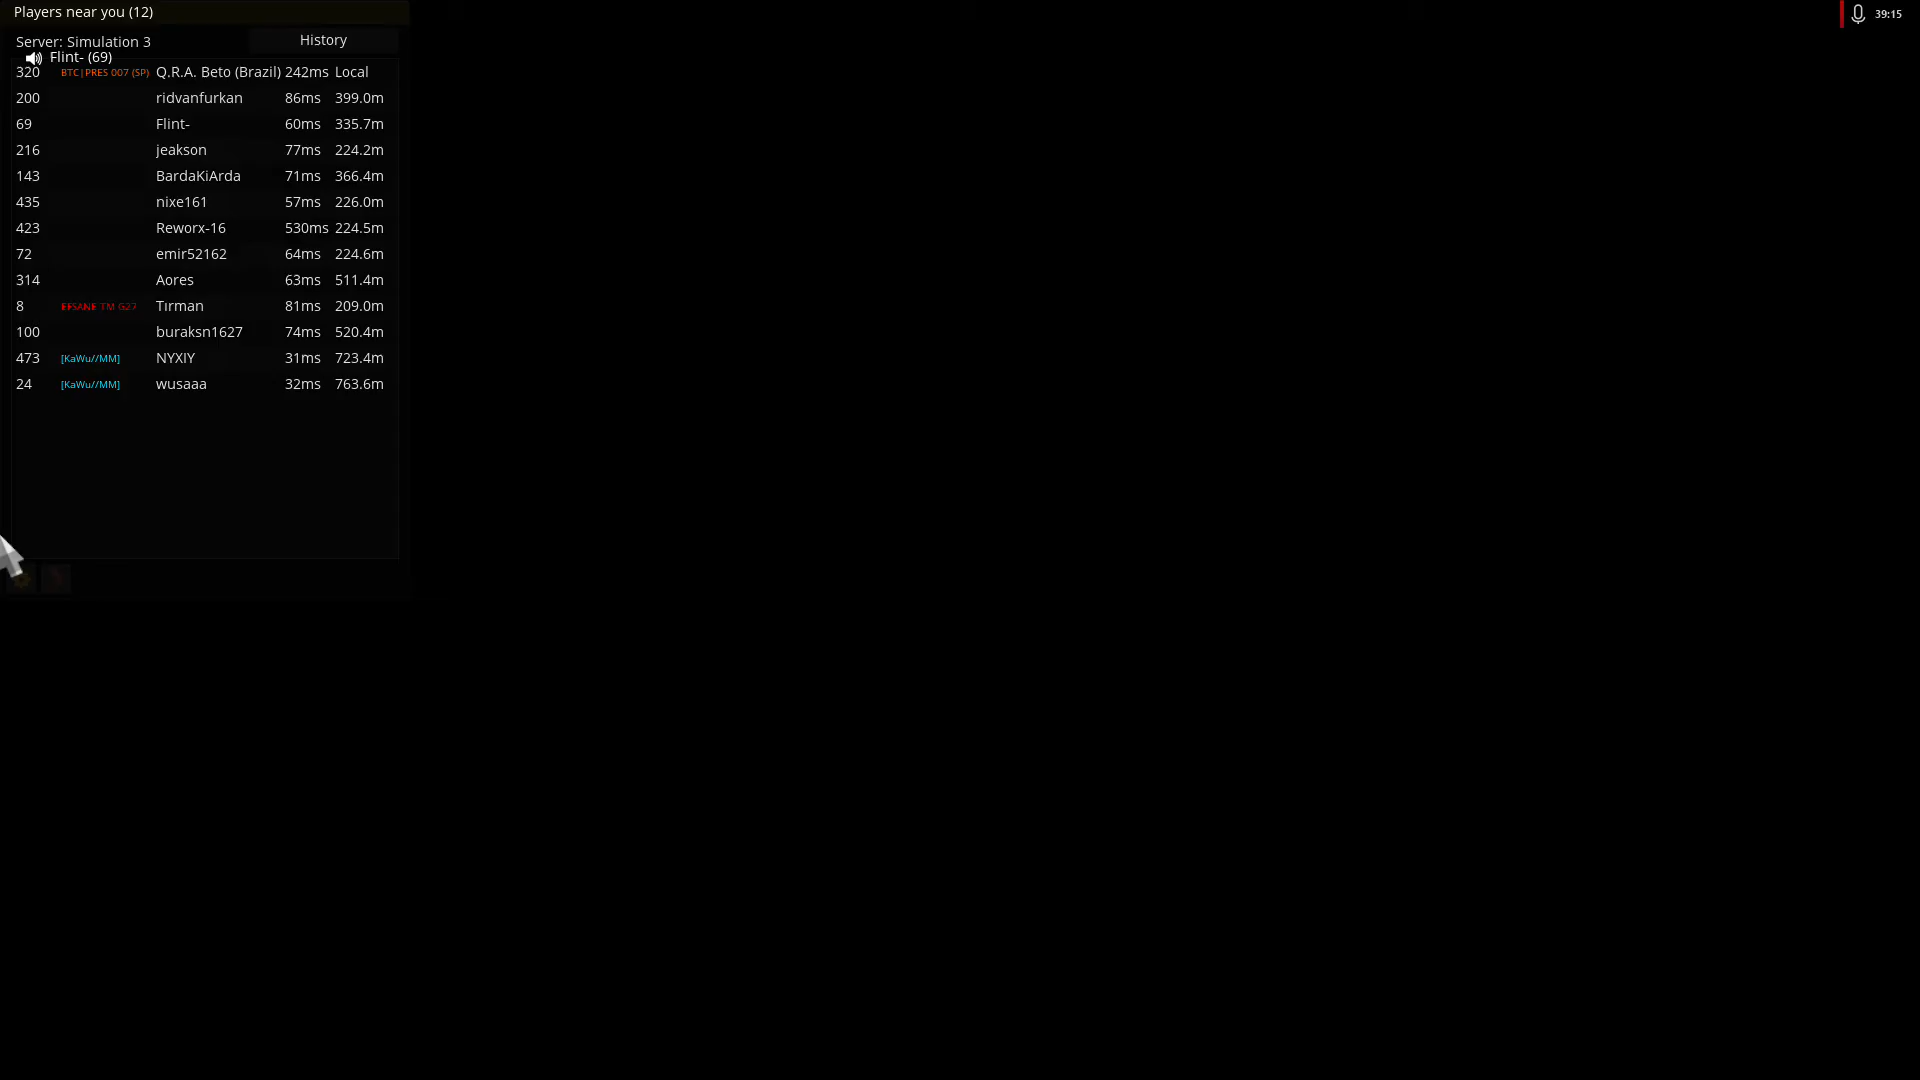 Players near you (12)
39:15
Server: Simulation 3
History
Flint- (69)
320 BTC|PRES 007 (SP) Q.R.A. Beto (Brazil) 242ms Local
200 ridvanfurkan 86ms 399.0m
69 Flint- 60ms 335.7m
216 jeakson 77ms 224.2m
143 BardaKiArda 71ms 366.4m
435 nixe161 57ms 226.0m
423 Reworx-16 530ms 224.5m
72 emir52162 64ms 224.6m
314 Aores 63ms 511.4m
8 EFSANE TM G27 Tırman 81ms 209.0m
100 buraksn1627 74ms 520.4m
473 [KaWu//MM] NYXIY 31ms 723.4m
24 [KaWu//MM] wusaaa 32ms 763.6m